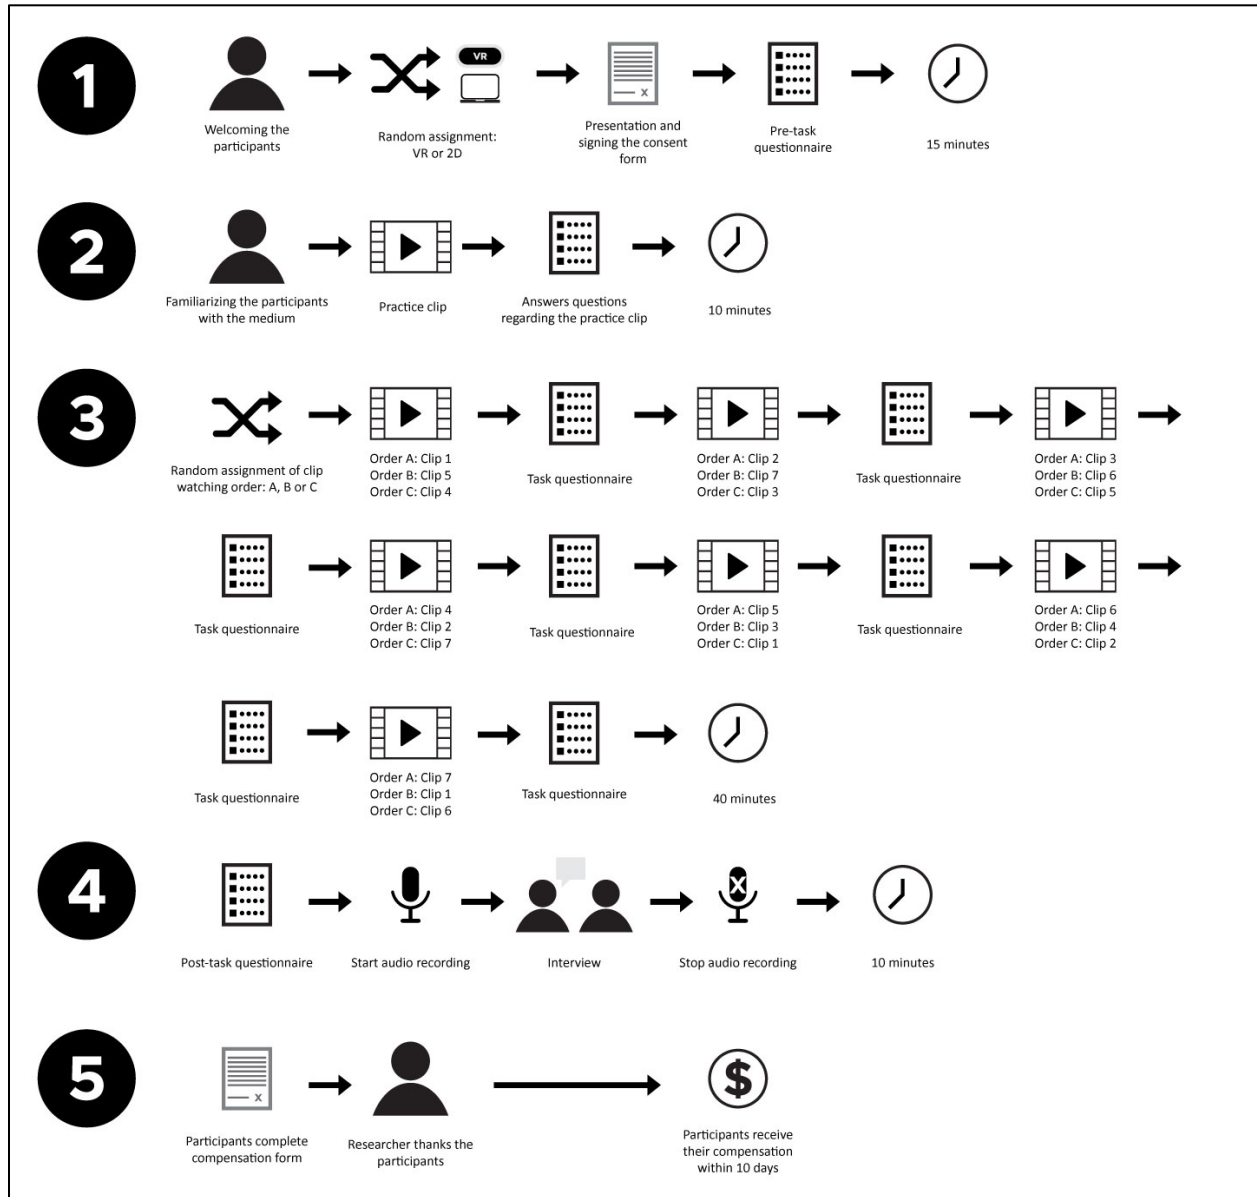 1
VR
Welcoming the
participants
Random assignment:
VR or 2D
Presentation and
signing the consent
form
Pre-task
questionnaire
15 minutes
2
Familiarizing the participants
with the medium
Practice clip
Answers questions
regarding the practice clip
10 minutes
3
Random assignment of clip
watching order: A, B or C
Order A: Clip 1
Order B: Clip 5
Order C: Clip 4
Task questionnaire
Order A: Clip 2
Order B: Clip 7
Order C: Clip 3
Task questionnaire
Order A: Clip 3
Order B: Clip 6
Order C: Clip 5
Task questionnaire
Order A: Clip 4
Order B: Clip 2
Order C: Clip 7
Task questionnaire
Order A: Clip 5
Order B: Clip 3
Order C: Clip 1
Task questionnaire
Order A: Clip 6
Order B: Clip 4
Order C: Clip 2
Task questionnaire
Order A: Clip 7
Order B: Clip 1
Order C: Clip 6
Task questionnaire
40 minutes
4
Post-task questionnaire
Start audio recording
Interview
X
Stop audio recording
10 minutes
5
x
Participants complete
compensation form
Researcher thanks the
participants
$
Participants receive
their compensation
within 10 days